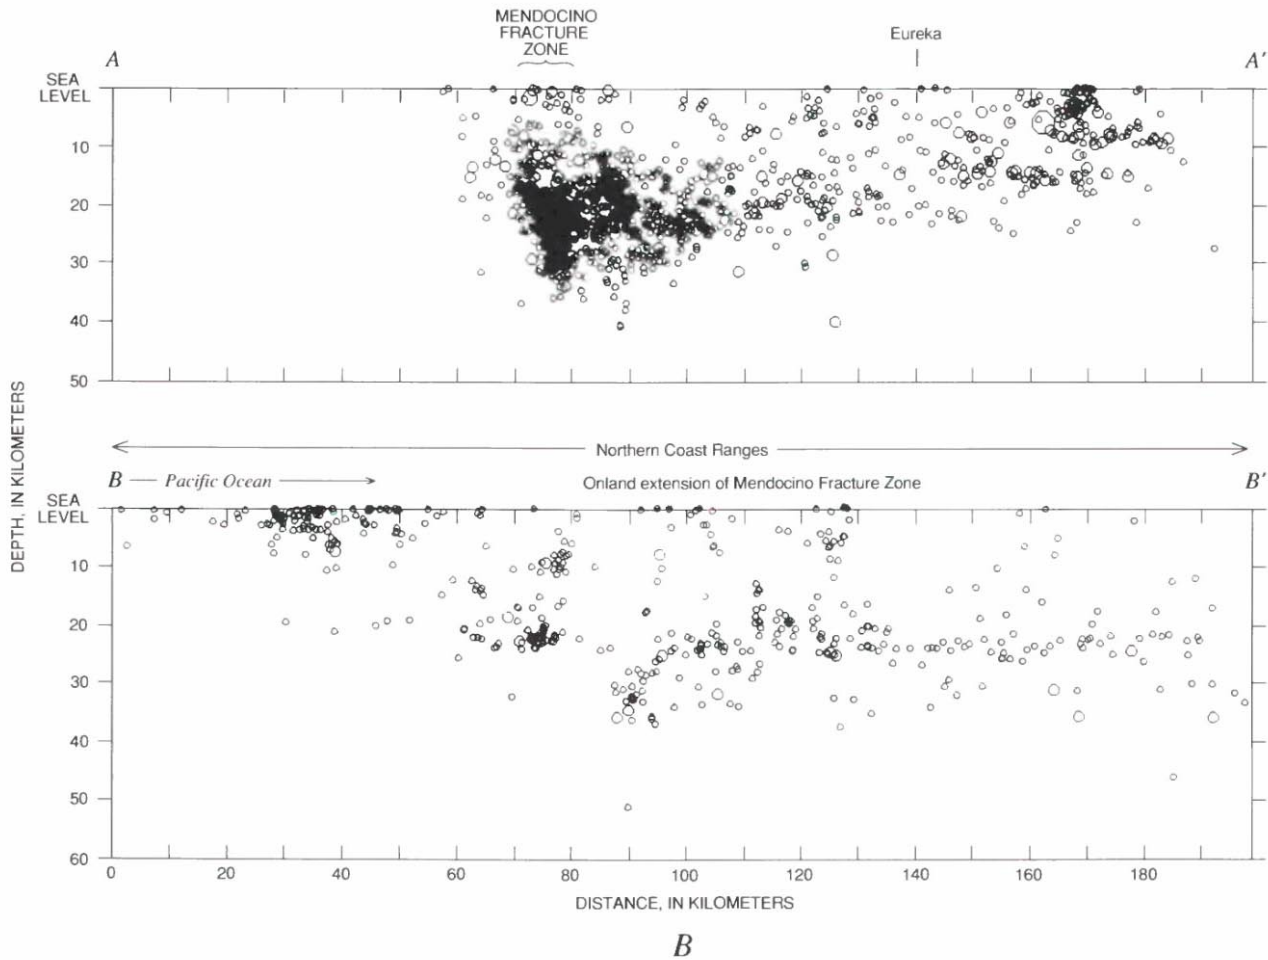 MENDOCINO
FRACTURE
ZONE
Eureka
A
A′
SEA
LEVEL
10
20
30
40
50
DEPTH, IN KILOMETERS
Northern Coast Ranges
B
Pacific Ocean
Onland extension of Mendocino Fracture Zone
B′
SEA
LEVEL
10
20
30
40
50
60
0 20 40 60 80 100 120 140 160 180
DISTANCE, IN KILOMETERS
B